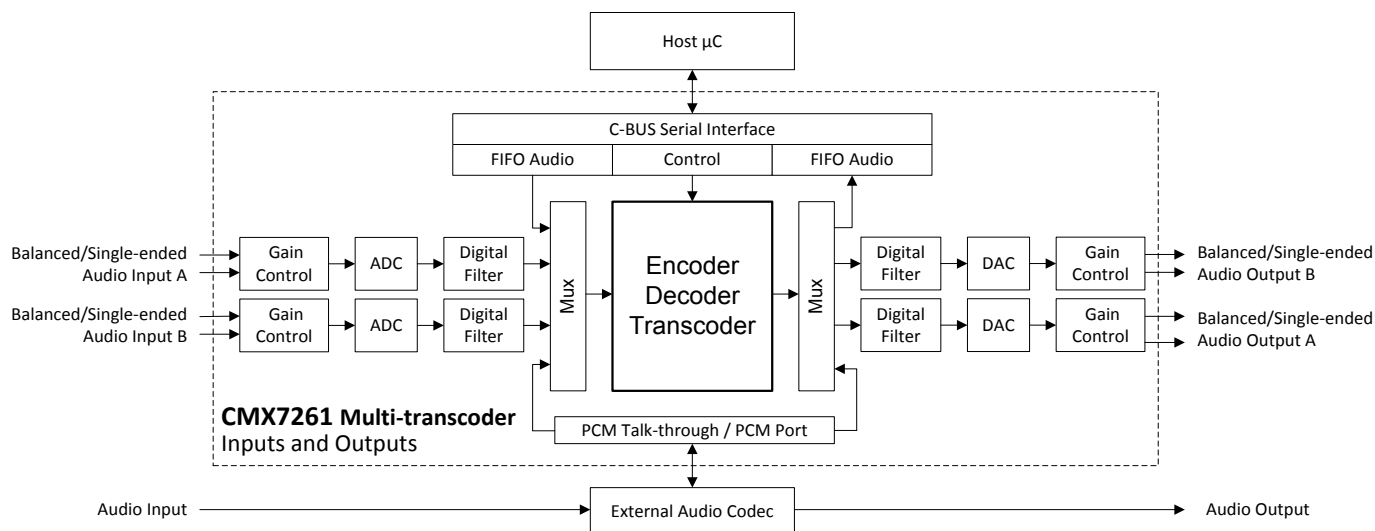 Host µC
C-BUS Serial Interface
FIFO Audio
Control
FIFO Audio
Balanced/Single-ended
Audio Input A
Gain
Control
ADC
Digital
Filter
Balanced/Single-ended
Audio Input B
Gain
Control
ADC
Digital
Filter
Mux
Encoder
Decoder
Transcoder
Mux
Digital
Filter
DAC
Gain
Control
Balanced/Single-ended
Audio Output B
Digital
Filter
DAC
Gain
Control
Balanced/Single-ended
Audio Output A
CMX7261 Multi-transcoder
Inputs and Outputs
PCM Talk-through / PCM Port
Audio Input
External Audio Codec
Audio Output